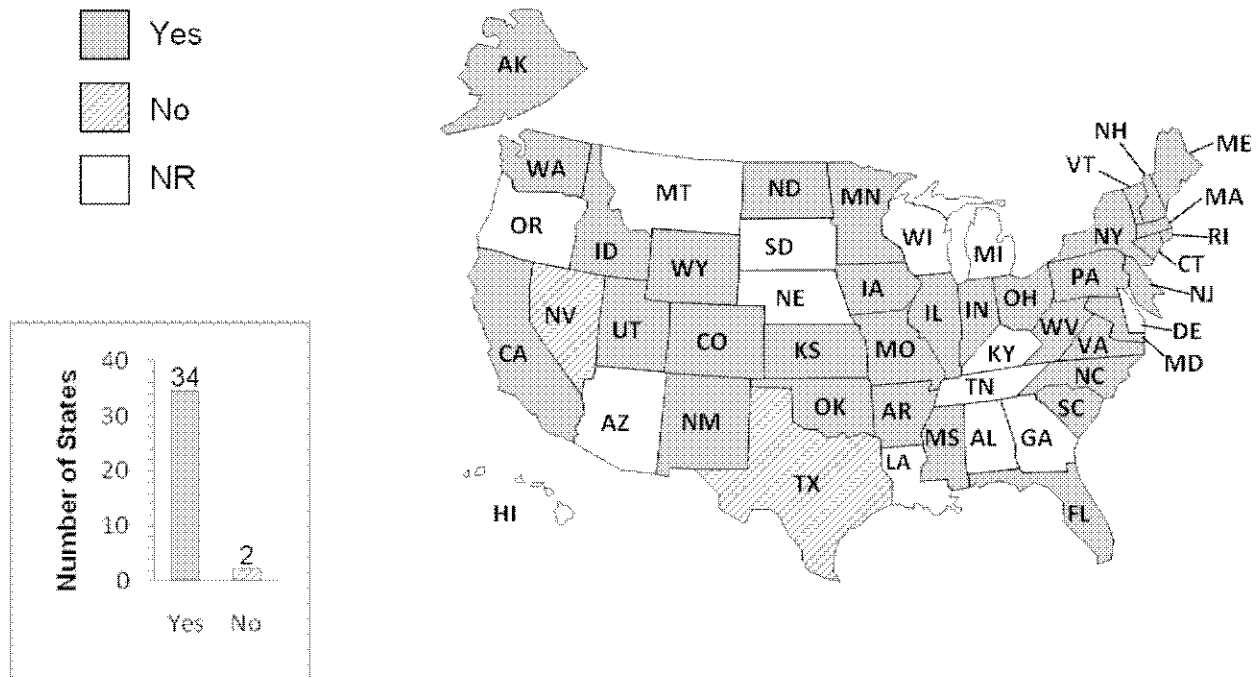 Yes
No
NR
AK
WA
MT
ND
MN
NH
ME
VT
MA
OR
ID
WY
SD
WI
MI
NY
RI
CT
NV
UT
CO
NE
IA
IL
IN
OH
PA
NJ
CA
KS
MO
KY
WV
VA
DE
MD
AZ
NM
OK
AR
TN
NC
SC
TX
LA
MS
AL
GA
FL
HI
Number of States
40
30
20
10
0
34
2
Yes No